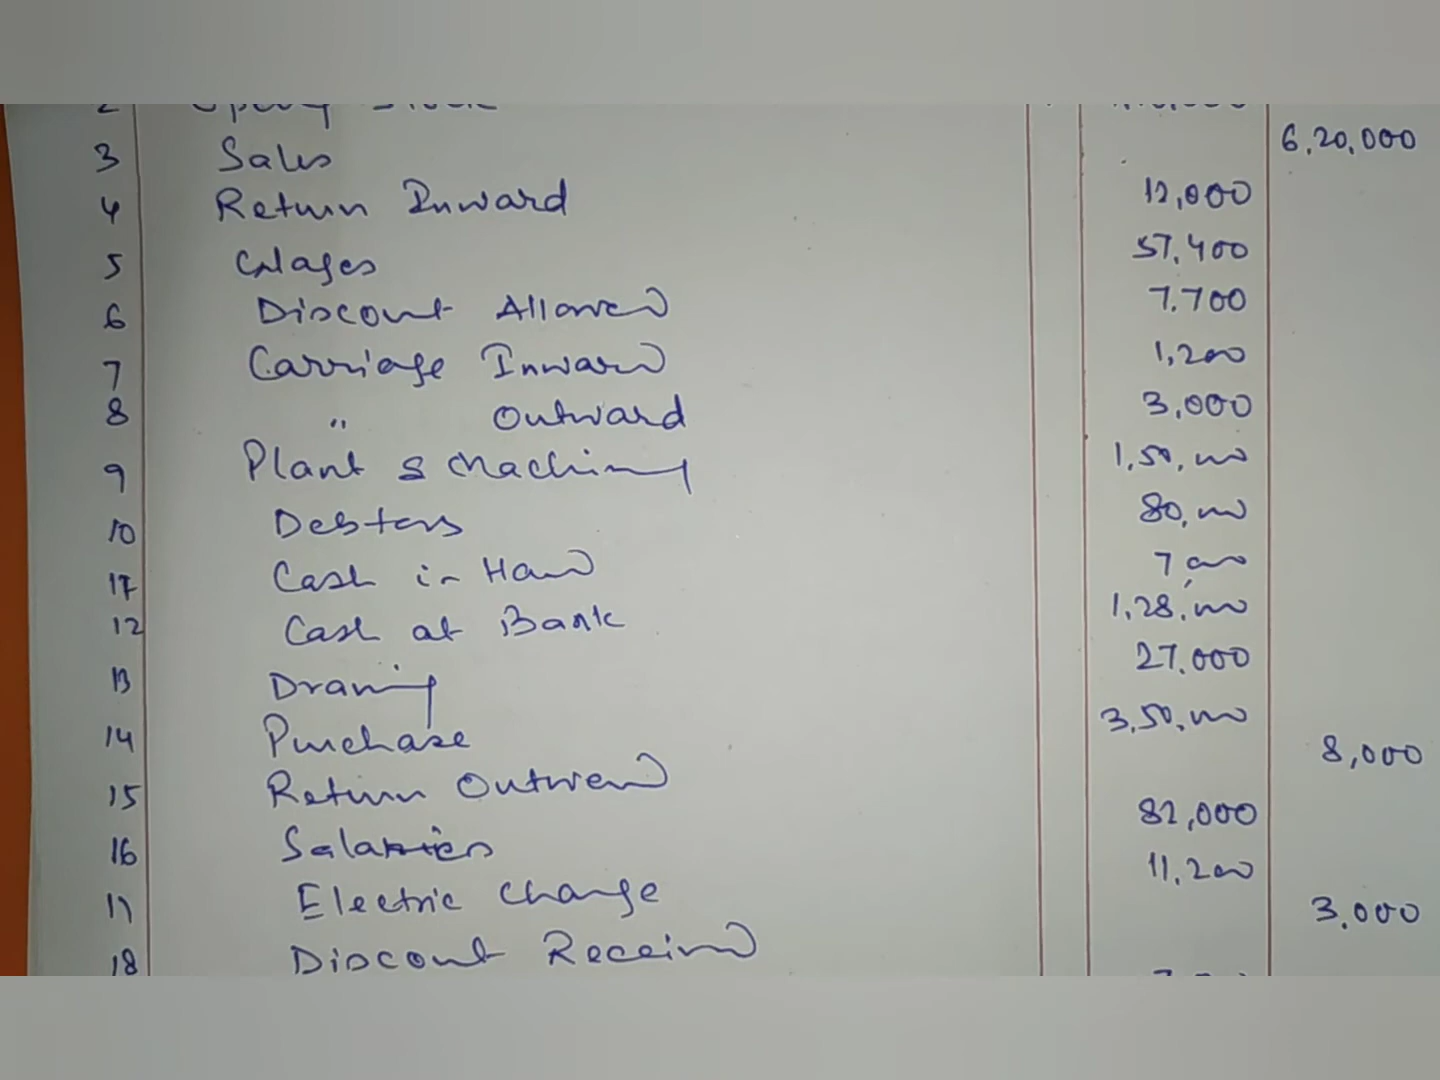 3 Sales 6,20,000
4 Return Inward 12,000
5 Wages 57,400
6 Discount Allowed 7,700
7 Carriage Inward 1,200
8 " Outward 3,000
9 Plant & Machinery 1,50,000
10 Debtors 80,000
Cash in Hand 7,000
12 Cash at Bank 1,28,000
13 Drawing 27,000
14 Purchase 3,50,000
15 Return Outward 8,000
16 Salaries 82,000
17 Electric Charge 11,200
18 Discount Received 3,000